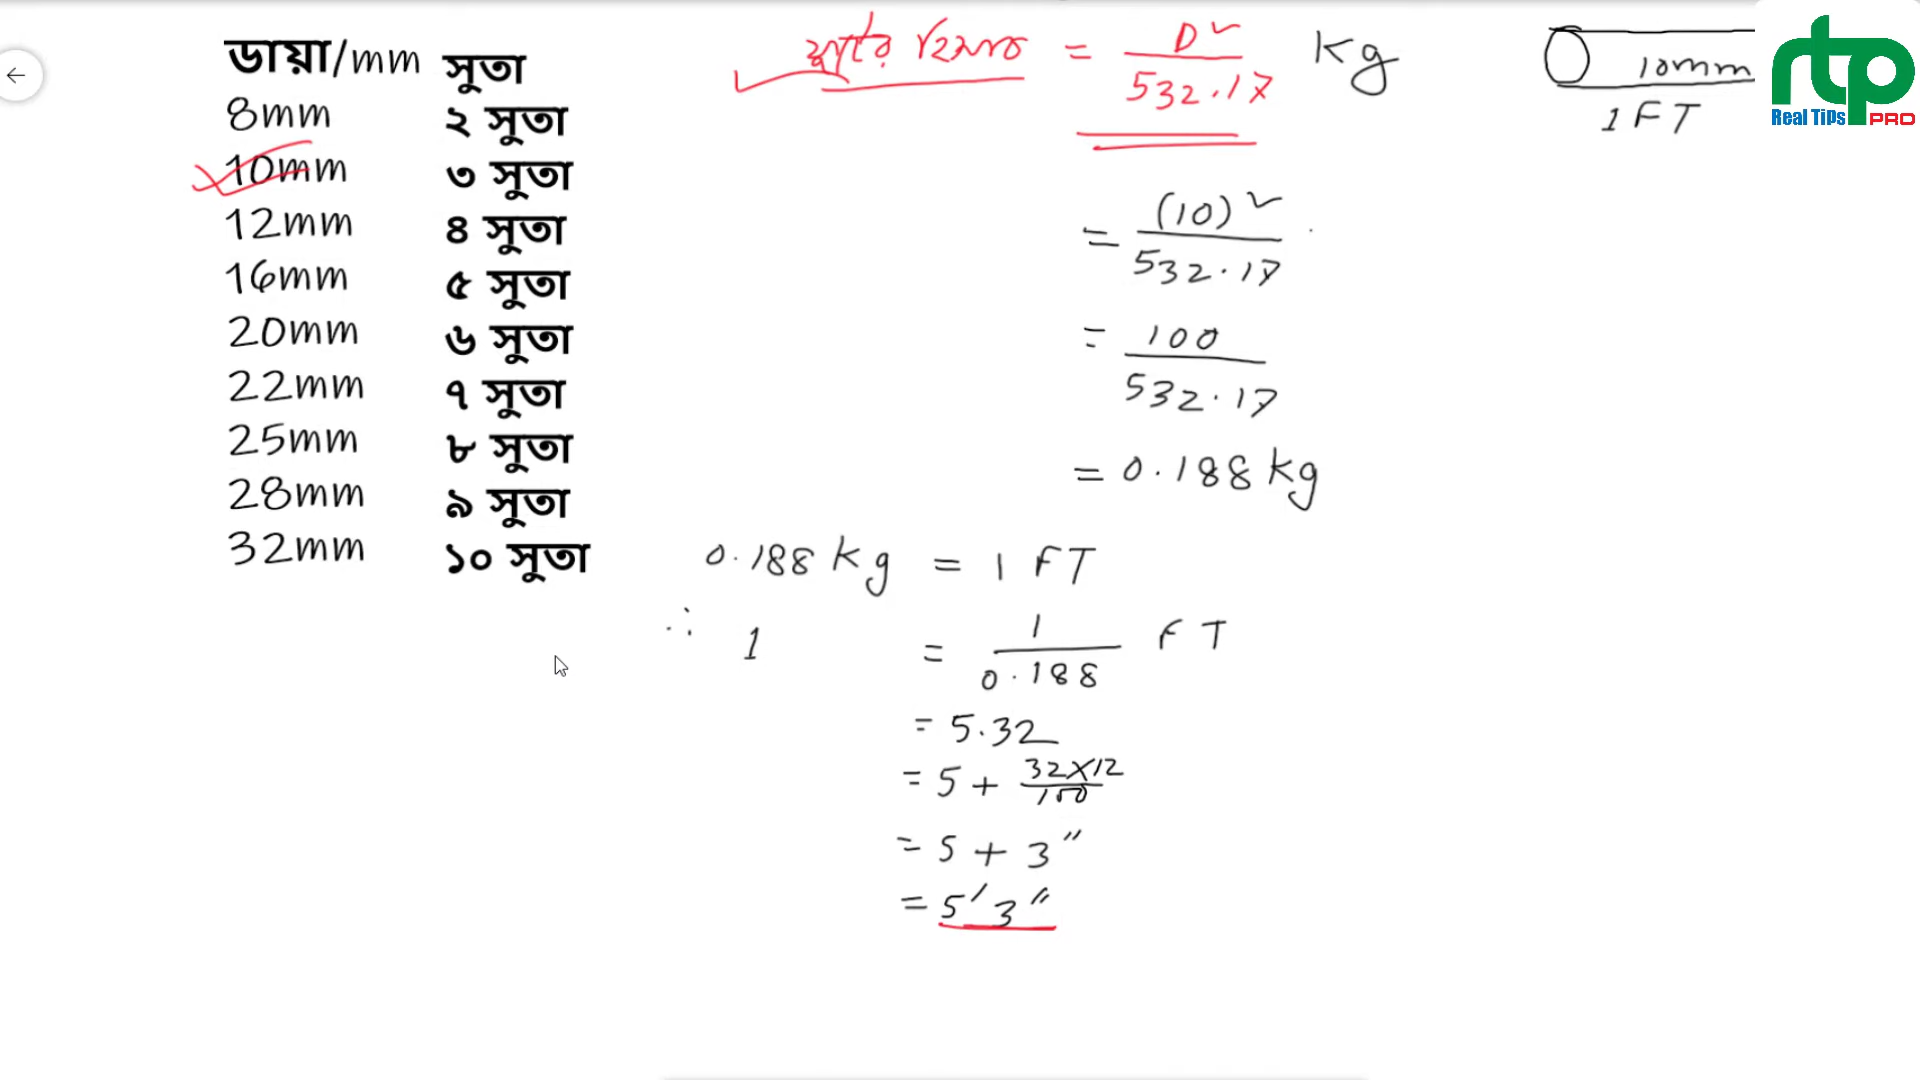 ডায়া/mm সুতা
8mm ২ সুতা
10mm ৩ সুতা
12mm ৪ সুতা
16mm ৫ সুতা
20mm ৬ সুতা
22mm ৭ সুতা
25mm ৮ সুতা
28mm ৯ সুতা
32mm ১০ সুতা
হিসাব = D² / 532.17 Kg
= (10)² / 532.17
= 100 / 532.17
= 0.188 kg
0.188 kg = 1 FT
∴ 1 = 1 / 0.188 FT
= 5.32
= 5 + 32×12 / 100
= 5 + 3"
= 5' 3"
10mm
1 FT
rtp
Real Tips PRO